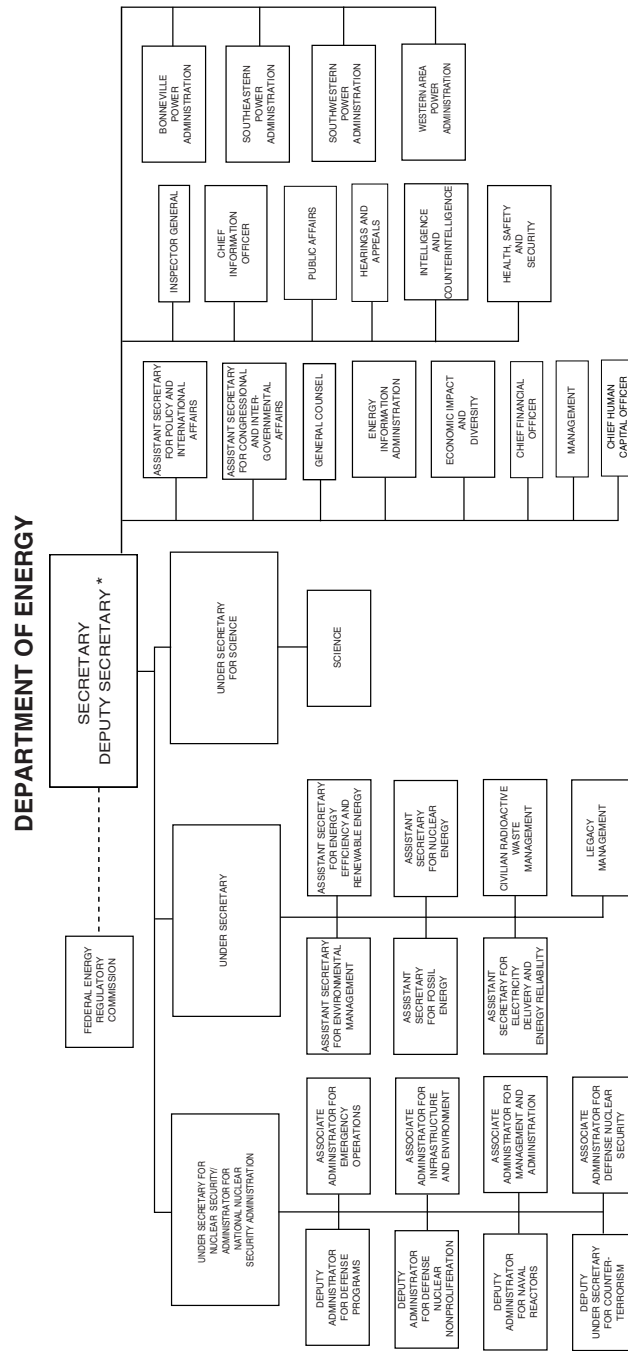 DEPARTMENT OF ENERGY
SECRETARY
DEPUTY SECRETARY *
FEDERAL ENERGY
REGULATORY
COMMISSION
UNDER SECRETARY FOR
NUCLEAR SECURITY/
ADMINISTRATOR FOR
NATIONAL NUCLEAR
SECURITY ADMINISTRATION
DEPUTY
ADMINISTRATOR
FOR DEFENSE
PROGRAMS
ASSOCIATE
ADMINISTRATOR FOR
EMERGENCY
OPERATIONS
DEPUTY
ADMINISTRATOR
FOR DEFENSE
NUCLEAR
NONPROLIFERATION
ASSOCIATE
ADMINISTRATOR FOR
INFRASTRUCTURE
AND ENVIRONMENT
DEPUTY
ADMINISTRATOR
FOR NAVAL
REACTORS
ASSOCIATE
ADMINISTRATOR FOR
MANAGEMENT AND
ADMINISTRATION
DEPUTY
UNDER SECRETARY
FOR COUNTER-
TERRORISM
ASSOCIATE
ADMINISTRATOR FOR
DEFENSE NUCLEAR
SECURITY
UNDER SECRETARY
ASSISTANT SECRETARY
FOR ENVIRONMENTAL
MANAGEMENT
ASSISTANT SECRETARY
FOR ENERGY
EFFICIENCY AND
RENEWABLE ENERGY
ASSISTANT
SECRETARY
FOR FOSSIL
ENERGY
ASSISTANT
SECRETARY
FOR NUCLEAR
ENERGY
ASSISTANT
SECRETARY FOR
ELECTRICITY
DELIVERY AND
ENERGY RELIABILITY
CIVILIAN RADIOACTIVE
WASTE
MANAGEMENT
LEGACY
MANAGEMENT
UNDER SECRETARY
FOR SCIENCE
SCIENCE
ASSISTANT SECRETARY
FOR POLICY AND
INTERNATIONAL
AFFAIRS
ASSISTANT SECRETARY
FOR CONGRESSIONAL
AND INTER-
GOVERNMENTAL
AFFAIRS
GENERAL COUNSEL
ENERGY
INFORMATION
ADMINISTRATION
ECONOMIC IMPACT
AND
DIVERSITY
CHIEF FINANCIAL
OFFICER
MANAGEMENT
CHIEF HUMAN
CAPITAL OFFICER
INSPECTOR GENERAL
CHIEF
INFORMATION
OFFICER
PUBLIC AFFAIRS
HEARINGS AND
APPEALS
INTELLIGENCE
AND
COUNTERINTELLIGENCE
HEALTH, SAFETY
AND
SECURITY
BONNEVILLE
POWER
ADMINISTRATION
SOUTHEASTERN
POWER
ADMINISTRATION
SOUTHWESTERN
POWER
ADMINISTRATION
WESTERN AREA
POWER
ADMINISTRATION